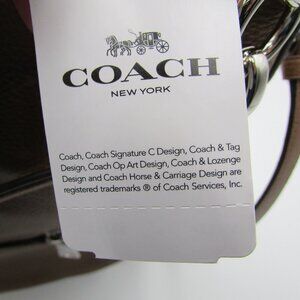 COACH
NEW YORK
Coach, Coach Signature C Design, Coach & Tag
Design, Coach Op Art Design, Coach & Lozenge
Design and Coach Horse & Carriage Design are
registered trademarks ® of Coach Services, Inc.